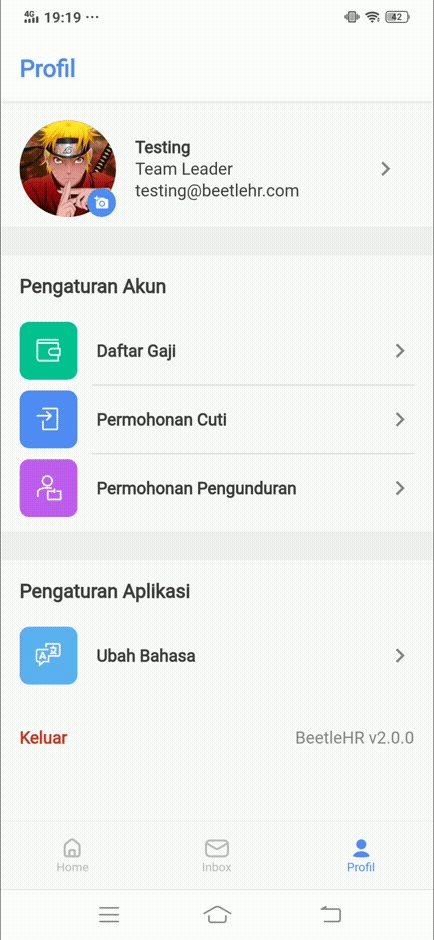 4G 19:19 ···
42
Profil
Testing
Team Leader
testing@beetlehr.com
Pengaturan Akun
Daftar Gaji
Permohonan Cuti
Permohonan Pengunduran
Pengaturan Aplikasi
A 文
Ubah Bahasa
Keluar
BeetleHR v2.0.0
Home
Inbox
Profil